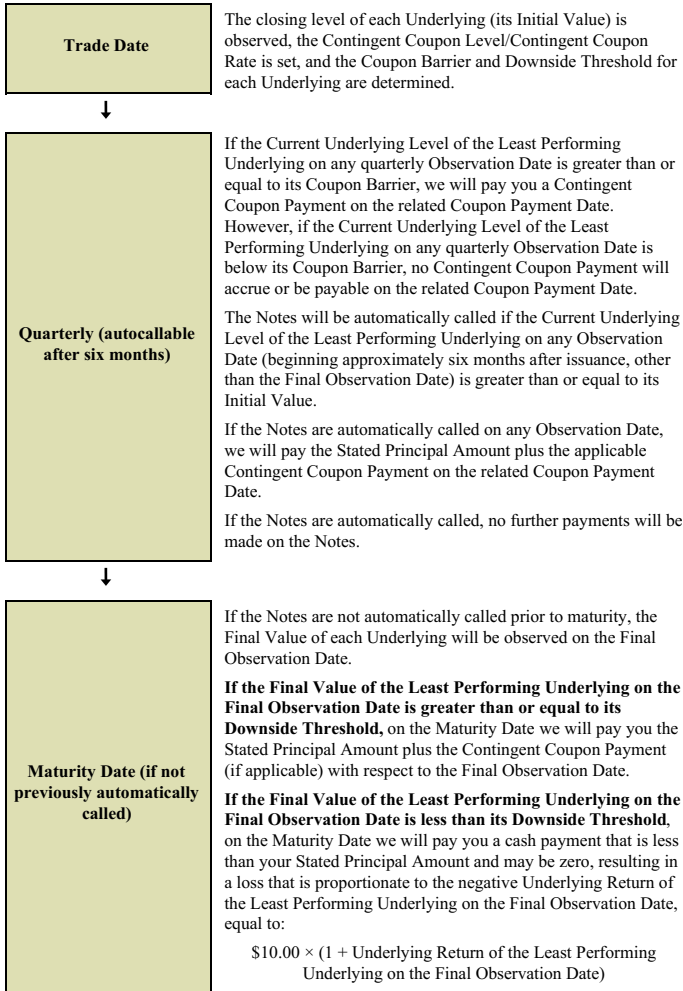 Trade Date
The closing level of each Underlying (its Initial Value) is
observed, the Contingent Coupon Level/Contingent Coupon
Rate is set, and the Coupon Barrier and Downside Threshold for
each Underlying are determined.
Quarterly (autocallable
after six months)
If the Current Underlying Level of the Least Performing
Underlying on any quarterly Observation Date is greater than or
equal to its Coupon Barrier, we will pay you a Contingent
Coupon Payment on the related Coupon Payment Date.
However, if the Current Underlying Level of the Least
Performing Underlying on any quarterly Observation Date is
below its Coupon Barrier, no Contingent Coupon Payment will
accrue or be payable on the related Coupon Payment Date.
The Notes will be automatically called if the Current Underlying
Level of the Least Performing Underlying on any Observation
Date (beginning approximately six months after issuance, other
than the Final Observation Date) is greater than or equal to its
Initial Value.
If the Notes are automatically called on any Observation Date,
we will pay the Stated Principal Amount plus the applicable
Contingent Coupon Payment on the related Coupon Payment
Date.
If the Notes are automatically called, no further payments will be
made on the Notes.
Maturity Date (if not
previously automatically
called)
If the Notes are not automatically called prior to maturity, the
Final Value of each Underlying will be observed on the Final
Observation Date.
If the Final Value of the Least Performing Underlying on the
Final Observation Date is greater than or equal to its
Downside Threshold, on the Maturity Date we will pay you the
Stated Principal Amount plus the Contingent Coupon Payment
(if applicable) with respect to the Final Observation Date.
If the Final Value of the Least Performing Underlying on the
Final Observation Date is less than its Downside Threshold,
on the Maturity Date we will pay you a cash payment that is less
than your Stated Principal Amount and may be zero, resulting in
a loss that is proportionate to the negative Underlying Return of
the Least Performing Underlying on the Final Observation Date,
equal to:
$10.00 × (1 + Underlying Return of the Least Performing
Underlying on the Final Observation Date)